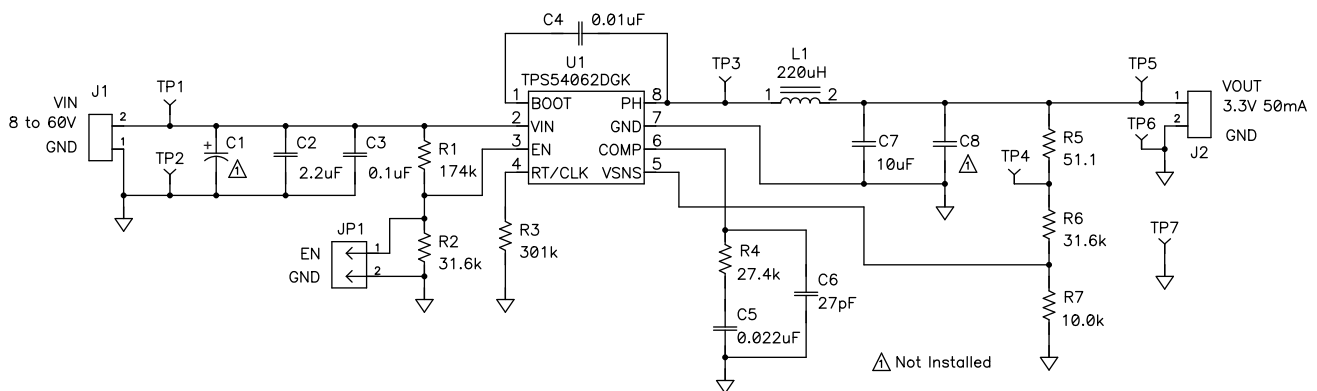 C4
0.01uF
U1
TPS54062DGK
L1
220uH
TP1
TP3
TP5
J1
VIN
8 to 60V
GND
2
1
TP2
C1
1
C2
2.2uF
C3
0.1uF
R1
174k
1 BOOT
2 VIN
3 EN
4 RT/CLK
PH 8
GND 7
COMP 6
VSNS 5
1
2
C7
10uF
C8
1
TP4
R5
51.1
TP6
1
2
VOUT
3.3V 50mA
GND
J2
JP1
EN
GND
1
2
R2
31.6k
R3
301k
R4
27.4k
C6
27pF
C5
0.022uF
R6
31.6k
TP7
R7
10.0k
1 Not Installed